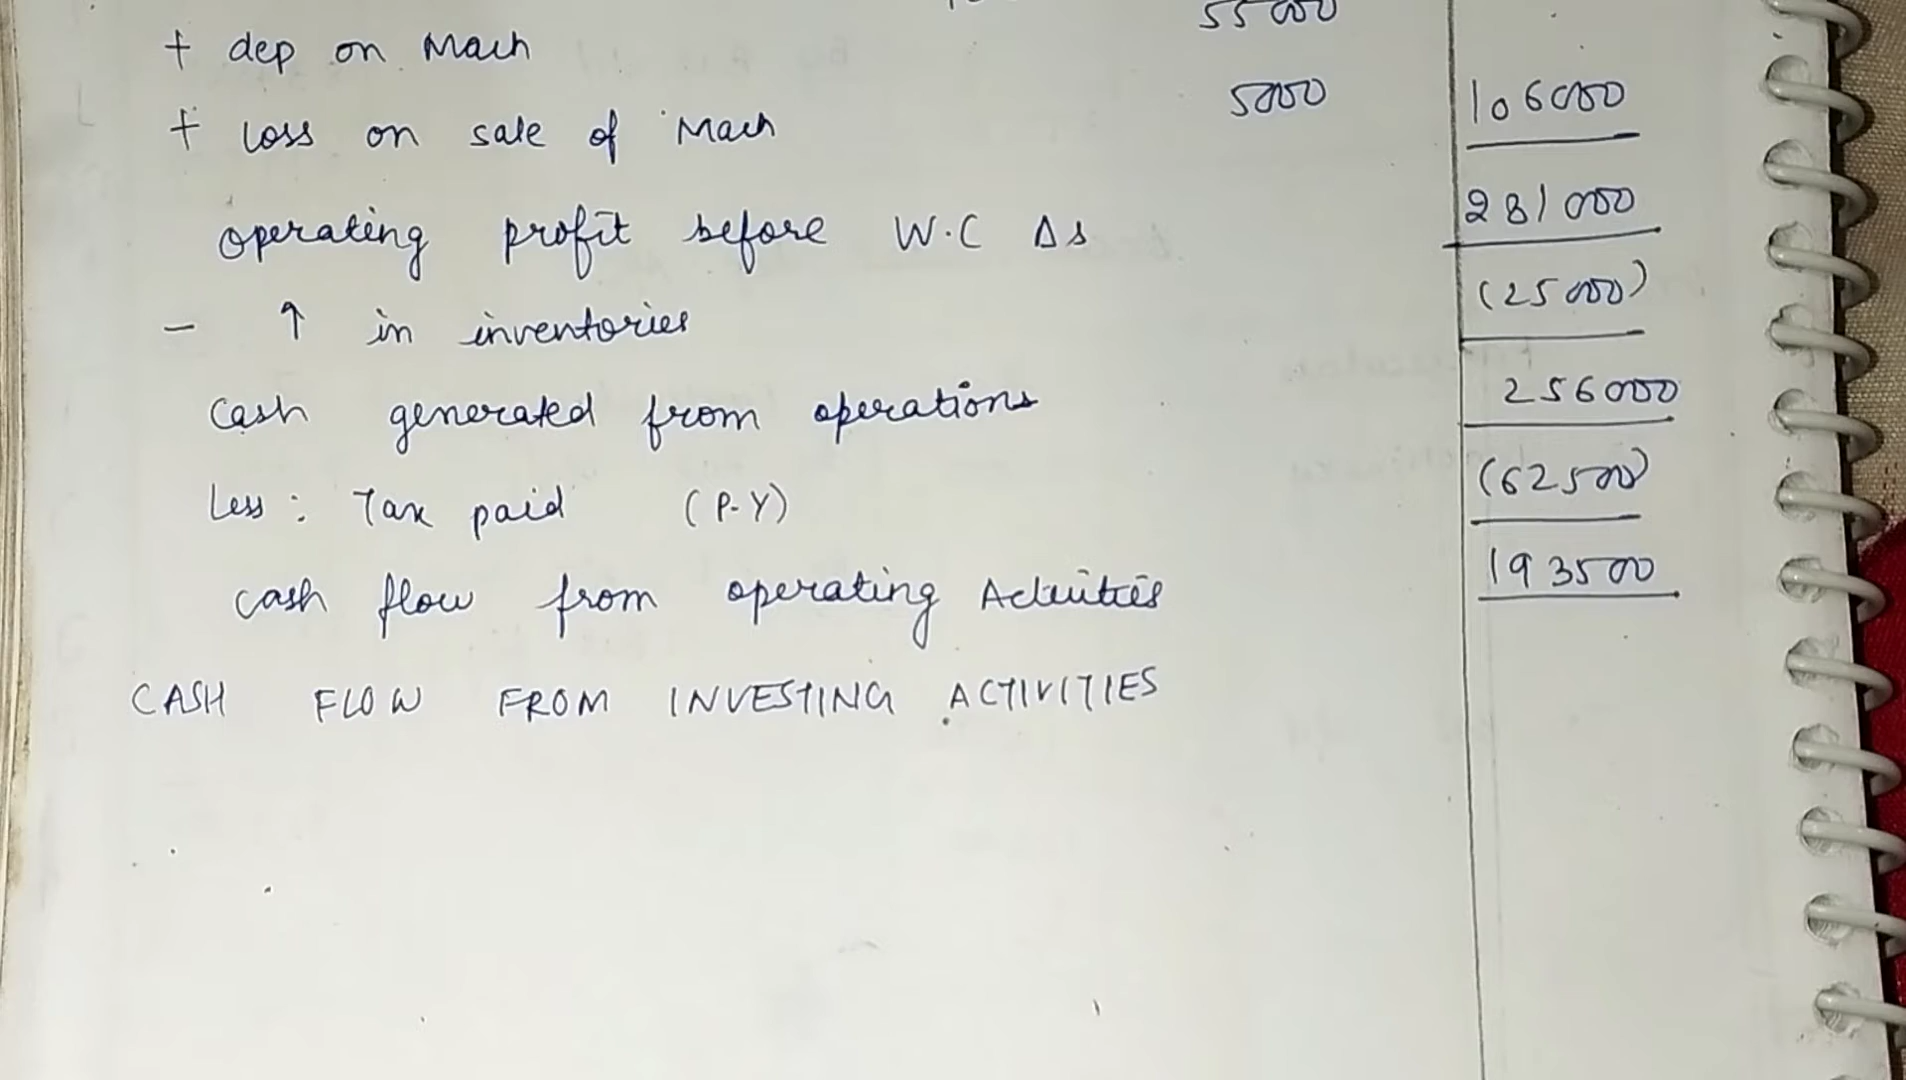 + dep on Mach 55000
+ loss on sale of Mach 5000 106000
operating profit before W.C Δs 281000
- ↑ in inventories (25000)
Cash generated from operations 256000
Less : Tax paid (P.Y) (62500)
cash flow from operating Activities 193500
CASH FLOW FROM INVESTING ACTIVITIES